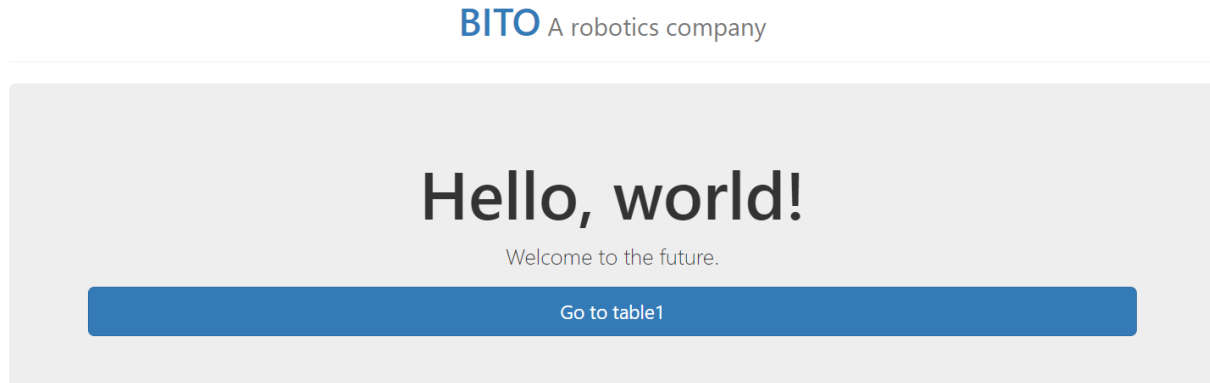 BITO A robotics company
Hello, world!
Welcome to the future.
Go to table1